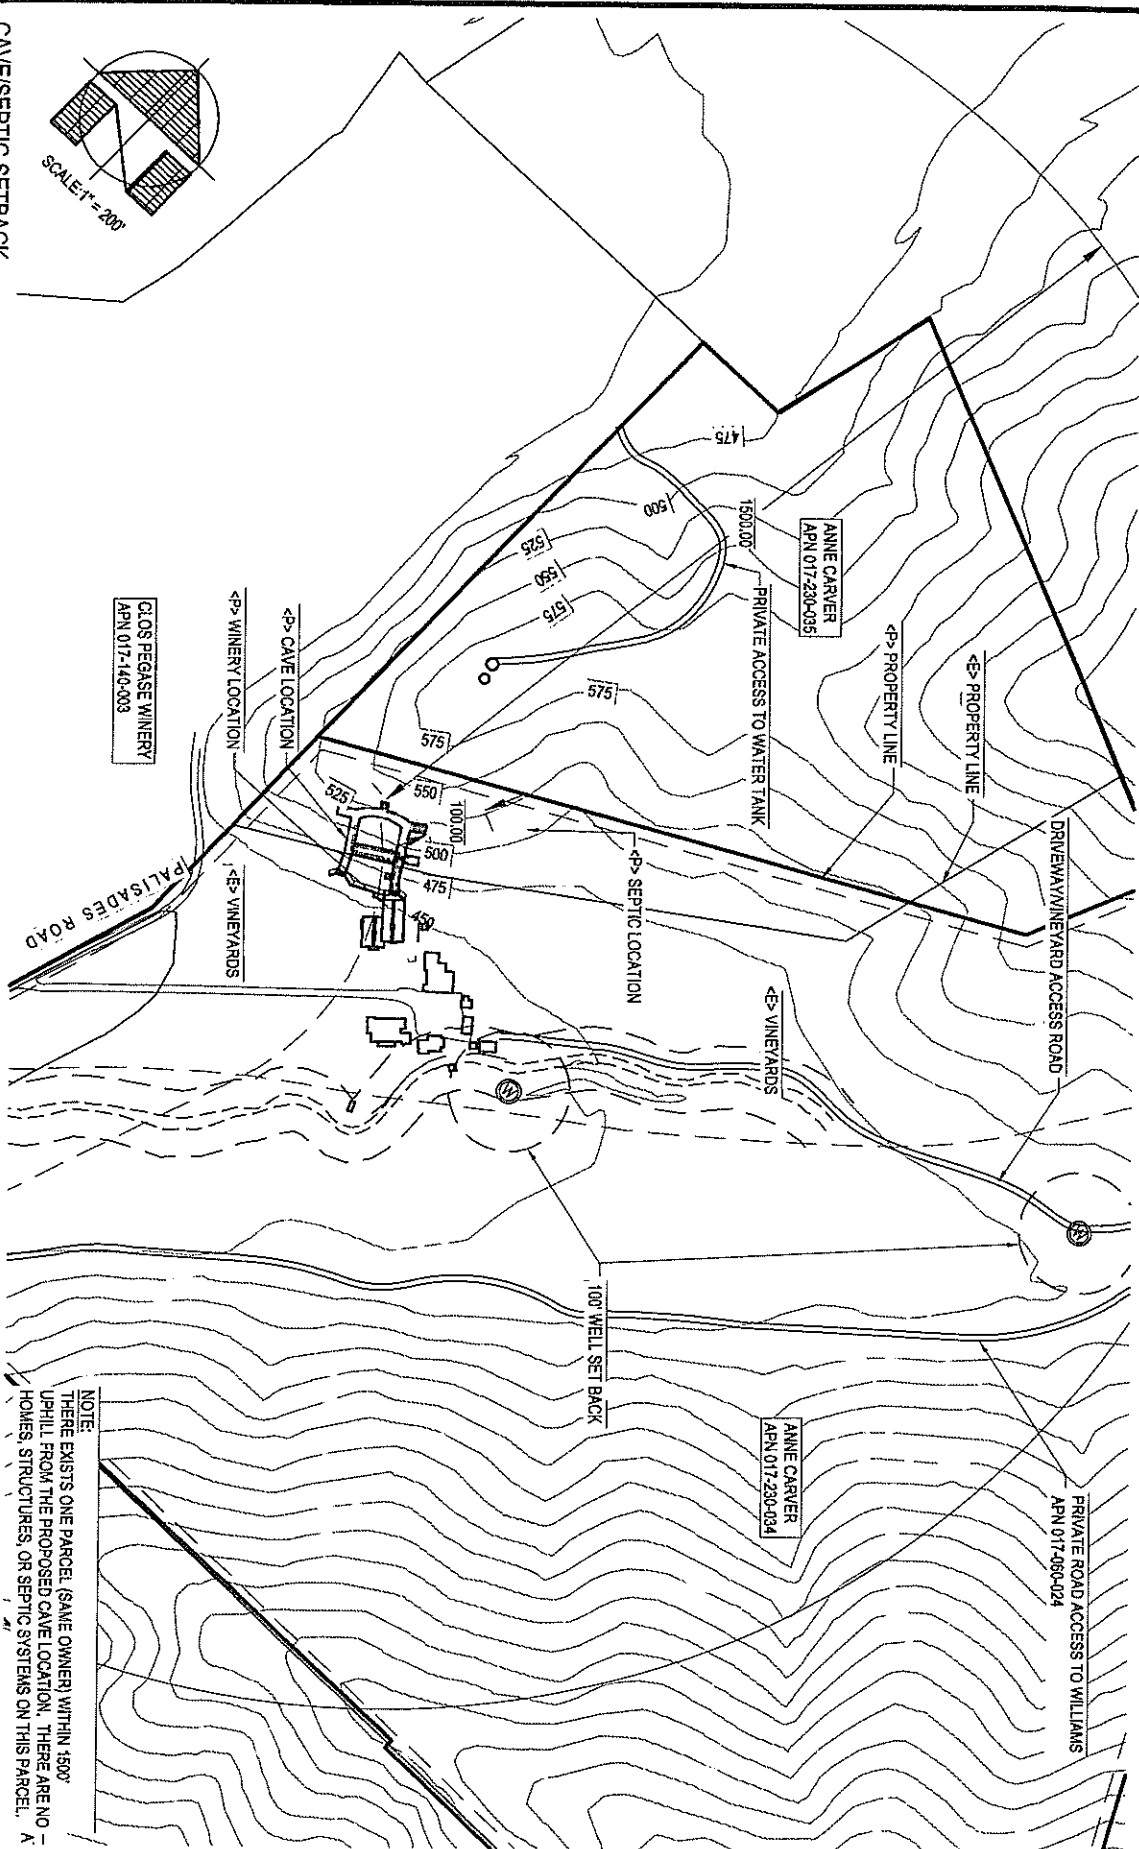 CAVE/SEPTIC SETBACK
SCALE:1" = 200'
475
500
525
550
575
1500.00
ANNE CARVER
APN 017-230-035
PRIVATE ACCESS TO WATER TANK
<P> PROPERTY LINE
<E> PROPERTY LINE
DRIVEWAY/VINEYARD ACCESS ROAD
575
575
550
525
100.00
500
475
450
<P> SEPTIC LOCATION
<P> CAVE LOCATION
<P> WINERY LOCATION
CLOS PEGASE WINERY
APN 017-140-003
PALISADES ROAD
<E> VINEYARDS
<E> VINEYARDS
W
W
100' WELL SET BACK
ANNE CARVER
APN 017-230-034
PRIVATE ROAD ACCESS TO WILLIAMS
APN 017-060-024
NOTE:
THERE EXISTS ONE PARCEL (SAME OWNER) WITHIN 1500'
UPHILL FROM THE PROPOSED CAVE LOCATION. THERE ARE NO
HOMES, STRUCTURES, OR SEPTIC SYSTEMS ON THIS PARCEL.